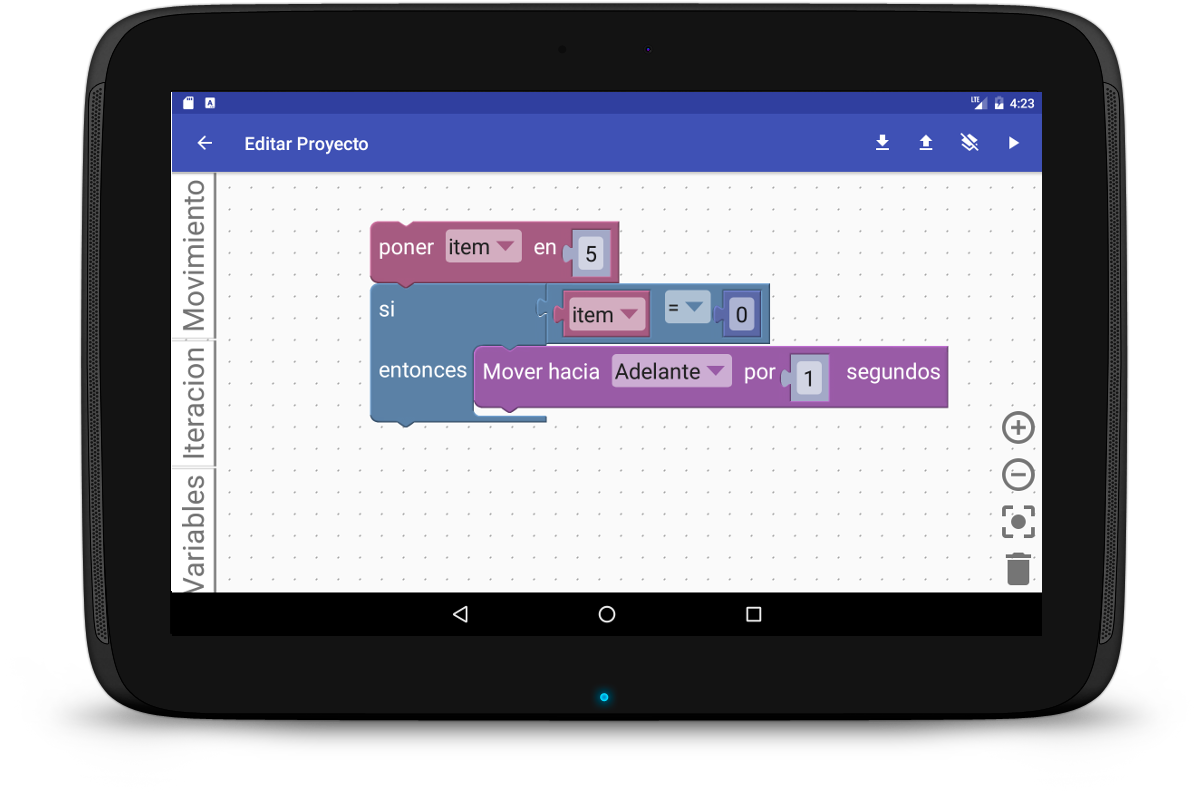 LTE 4:23
Editar Proyecto
Movimiento
Iteracion
Variables
poner item en 5
si item = 0
entonces Mover hacia Adelante por 1 segundos